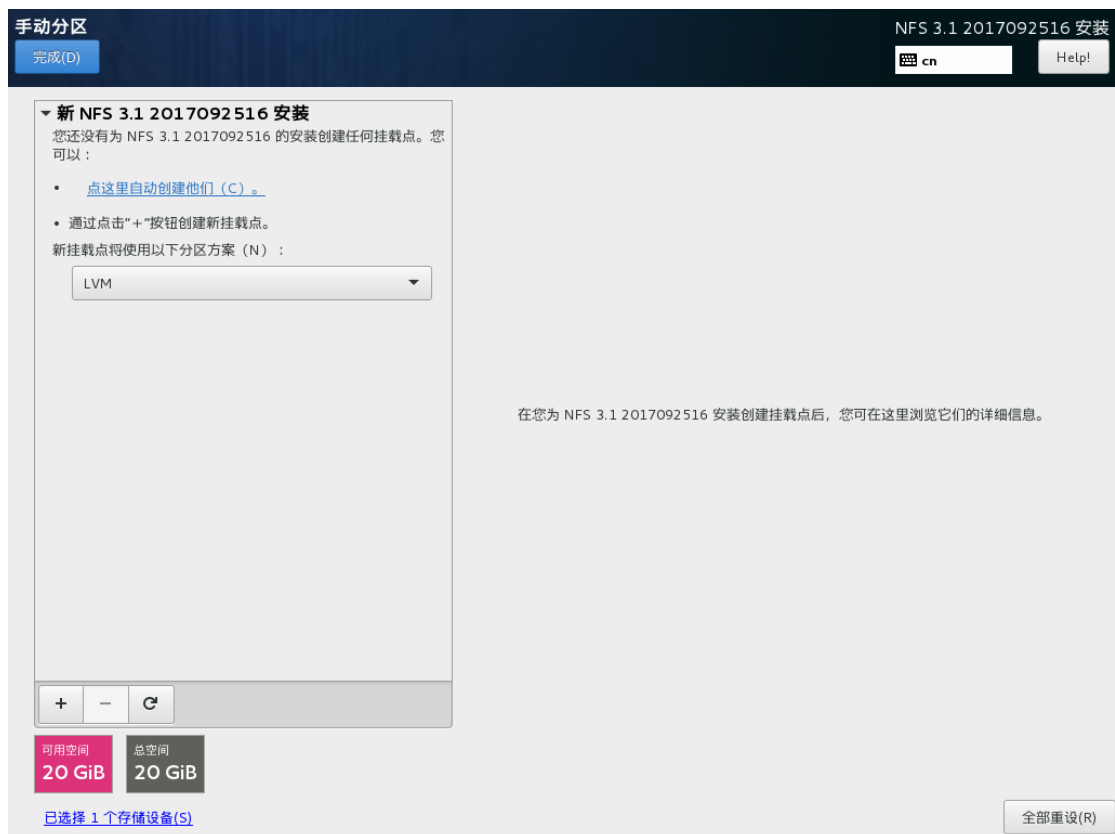 手动分区
NFS 3.1 2017092516 安装
完成(D)
cn
Help!
新 NFS 3.1 2017092516 安装
您还没有为 NFS 3.1 2017092516 的安装创建任何挂载点。您
可以：
• 点这里自动创建他们（C）。
• 通过点击"+"按钮创建新挂载点。
新挂载点将使用以下分区方案（N）：
LVM
在您为 NFS 3.1 2017092516 安装创建挂载点后，您可在这里浏览它们的详细信息。
+ −
可用空间
20 GiB
总空间
20 GiB
已选择 1 个存储设备(S)
全部重设(R)